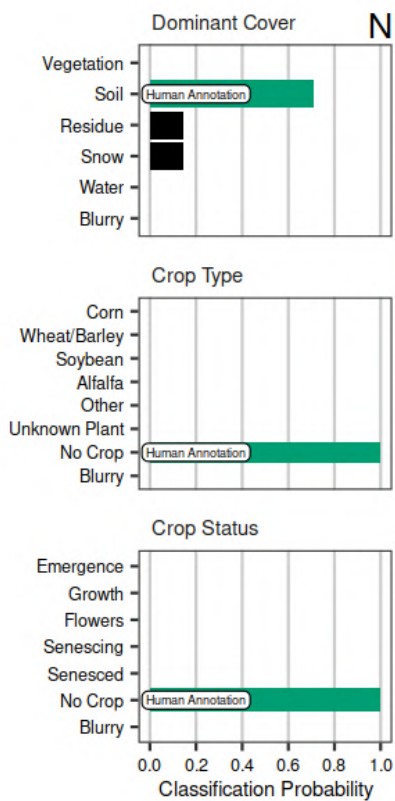 Dominant Cover N
Vegetation
Soil Human Annotation
Residue
Snow
Water
Blurry
Crop Type
Corn
Wheat/Barley
Soybean
Alfalfa
Other
Unknown Plant
No Crop Human Annotation
Blurry
Crop Status
Emergence
Growth
Flowers
Senescing
Senesced
No Crop Human Annotation
Blurry
0.0 0.2 0.4 0.6 0.8 1.0
Classification Probability